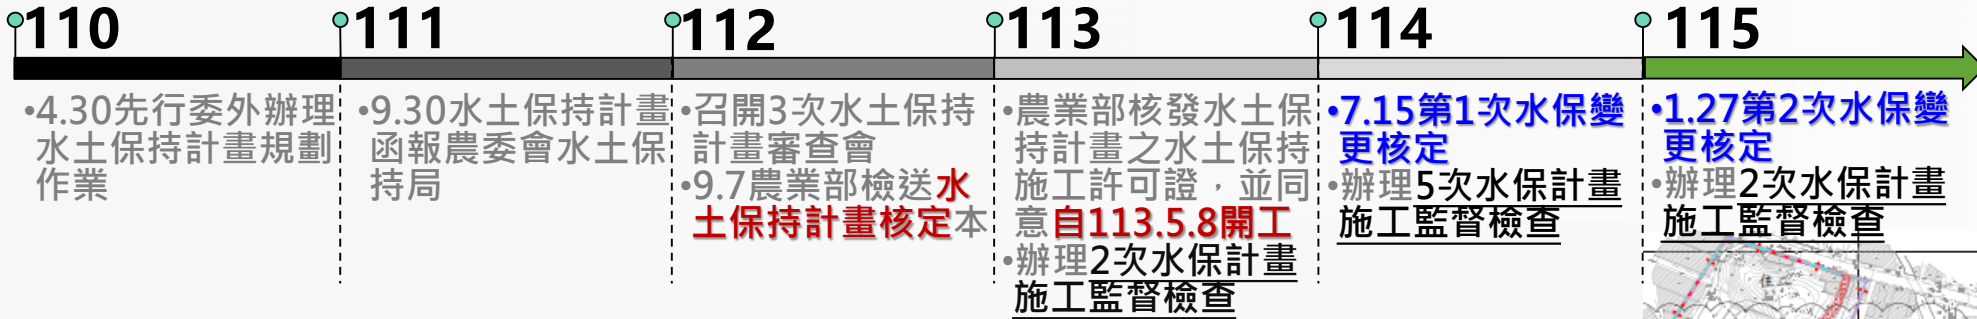 110
111
112
113
114
115
•4.30先行委外辦理
水土保持計畫規劃
作業
•9.30水土保持計畫
函報農委會水土保
持局
•召開3次水土保持
計畫審查會
•9.7農業部檢送水
土保持計畫核定本
•農業部核發水土保
持計畫之水土保持
施工許可證，並同
意自113.5.8開工
•辦理2次水保計畫
施工監督檢查
•7.15第1次水保變
更核定
•辦理5次水保計畫
施工監督檢查
•1.27第2次水保變
更核定
•辦理2次水保計畫
施工監督檢查
佳